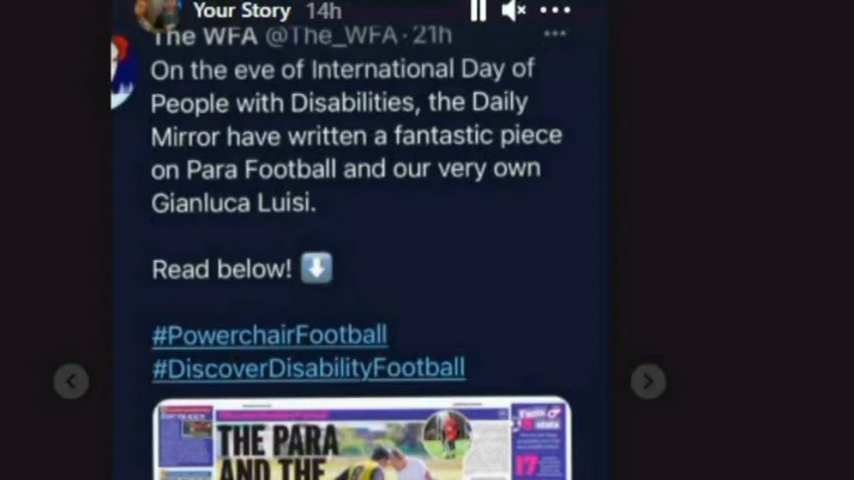 Your Story 14h
The WFA @The_WFA · 21h
On the eve of International Day of
People with Disabilities, the Daily
Mirror have written a fantastic piece
on Para Football and our very own
Gianluca Luisi.
Read below! ⬇️
#PowerchairFootball
#DiscoverDisabilityFootball
THE PARA
AND THE
17